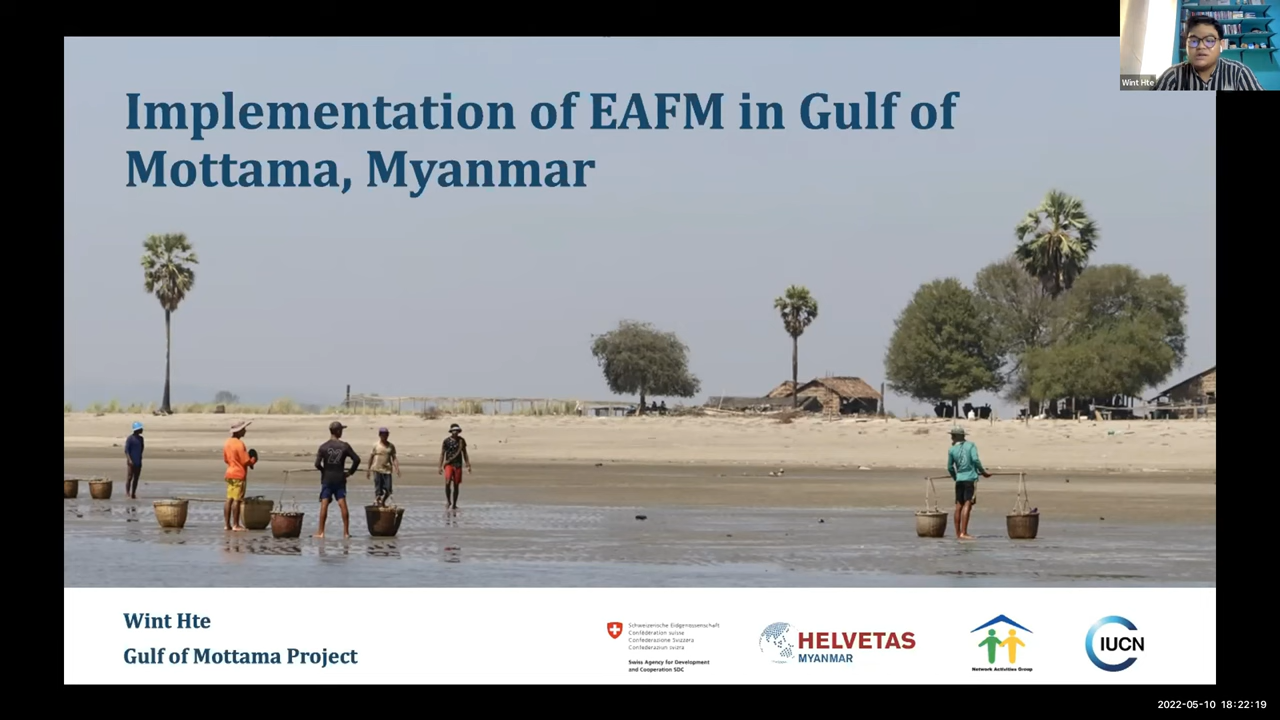 Implementation of EAFM in Gulf of
Mottama, Myanmar
Wint Hte
Wint Hte
Gulf of Mottama Project
Schweizerische Eidgenossenschaft
Confédération suisse
Confederazione Svizzera
Confederaziun svizra
Swiss Agency for Development
and Cooperation SDC
HELVETAS
MYANMAR
Network Activities Group
IUCN
2022-05-10 18:22:19